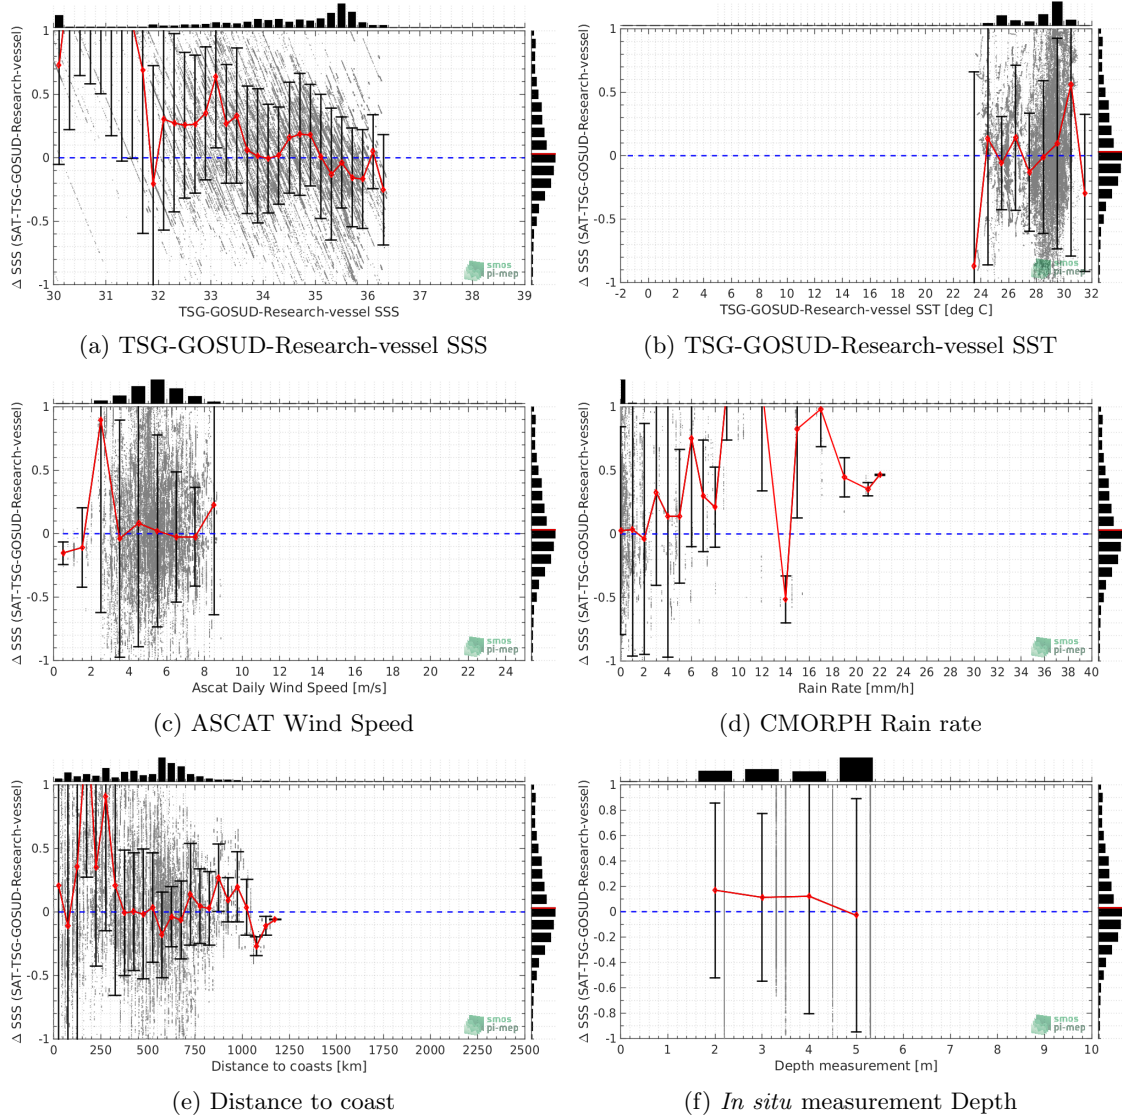 Δ SSS (SAT-TSG-GOSUD-Research-vessel)
1
0.5
0
-0.5
-1
30 31 32 33 34 35 36 37 38 39
TSG-GOSUD-Research-vessel SSS
smos
pi-mep
(a) TSG-GOSUD-Research-vessel SSS
Δ SSS (SAT-TSG-GOSUD-Research-vessel)
1
0.5
0
-0.5
-1
-2 0 2 4 6 8 10 12 14 16 18 20 22 24 26 28 30 32
TSG-GOSUD-Research-vessel SST [deg C]
smos
pi-mep
(b) TSG-GOSUD-Research-vessel SST
Δ SSS (SAT-TSG-GOSUD-Research-vessel)
1
0.5
0
-0.5
-1
0 2 4 6 8 10 12 14 16 18 20 22 24
Ascat Daily Wind Speed [m/s]
smos
pi-mep
(c) ASCAT Wind Speed
Δ SSS (SAT-TSG-GOSUD-Research-vessel)
1
0.5
0
-0.5
-1
0 2 4 6 8 10 12 14 16 18 20 22 24 26 28 30 32 34 36 38 40
Rain Rate [mm/h]
smos
pi-mep
(d) CMORPH Rain rate
Δ SSS (SAT-TSG-GOSUD-Research-vessel)
1
0.5
0
-0.5
-1
0 250 500 750 1000 1250 1500 1750 2000 2250 2500
Distance to coasts [km]
smos
pi-mep
(e) Distance to coast
Δ SSS (SAT-TSG-GOSUD-Research-vessel)
1
0.8
0.6
0.4
0.2
0
-0.2
-0.4
-0.6
-0.8
-1
0 1 2 3 4 5 6 7 8 9 10
Depth measurement [m]
smos
pi-mep
(f) In situ measurement Depth